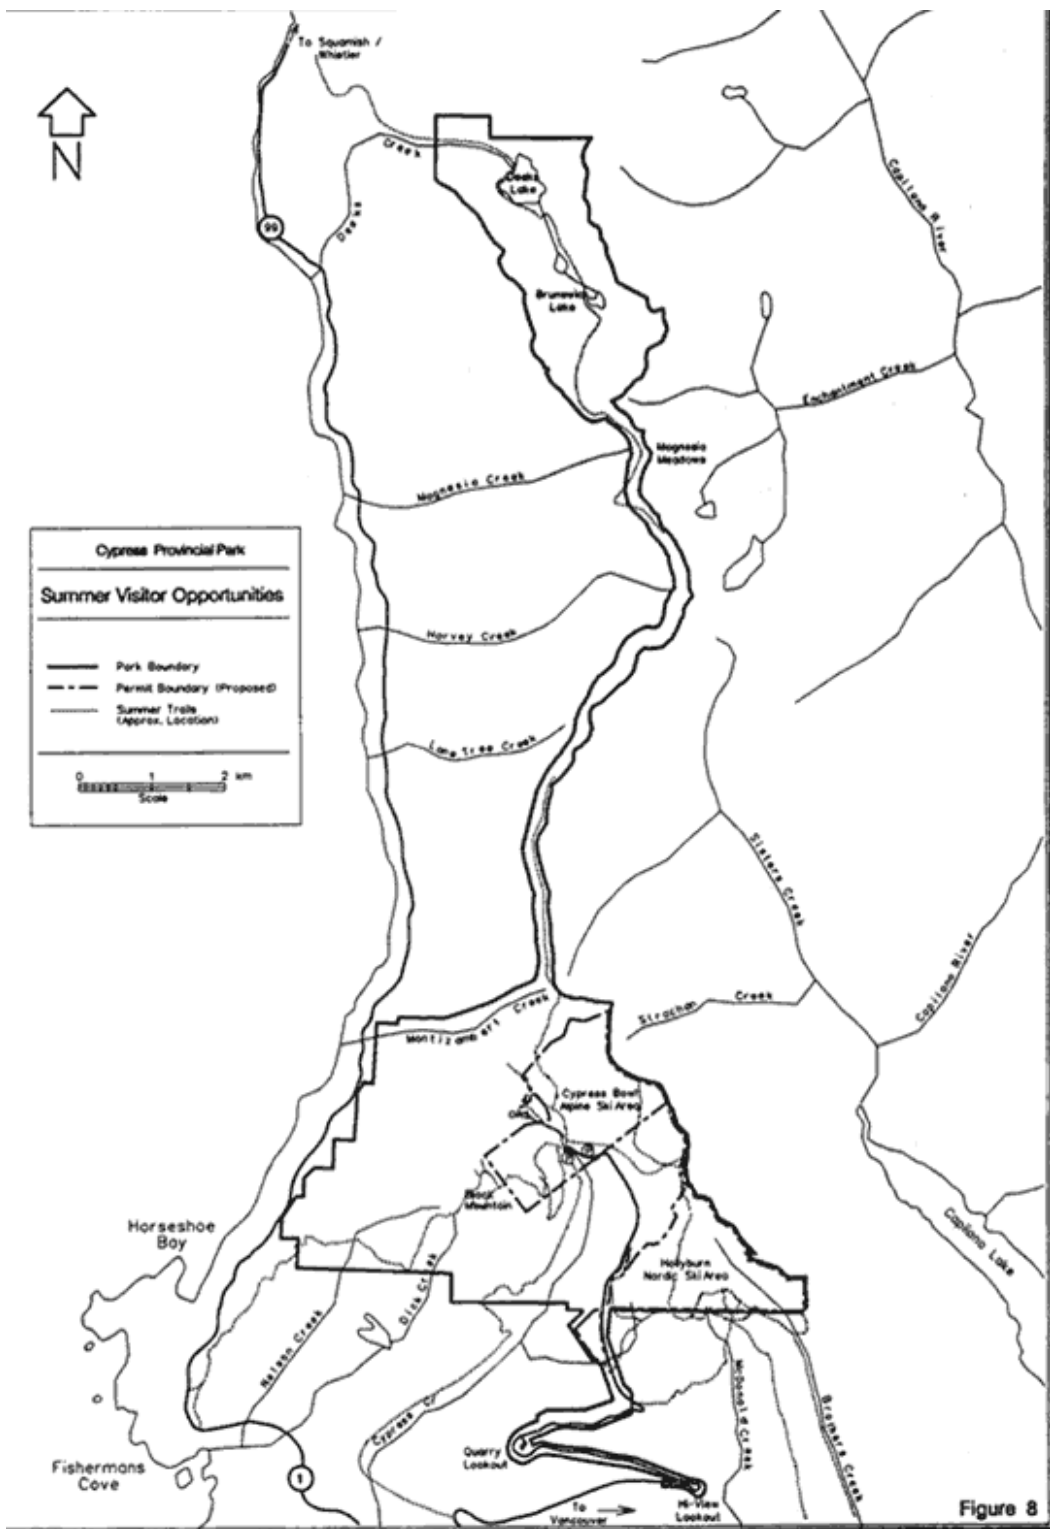 To Squamish /
Whistler
N
Creek
Deeks
Lake
Capilano River
99
Deeks
Brunswick
Lake
Enchantment Creek
Magnesia
Meadows
Magnesia Creek
Cypress Provincial Park
Summer Visitor Opportunities
Park Boundary
Permit Boundary (Proposed)
Summer Trails
(Approx. Location)
0 1 2 km
Scale
Harvey Creek
Lone Tree Creek
Sisters Creek
Capilano River
Strachan Creek
Montizambert Creek
Cypress Bowl
Alpine Ski Area
Black
Mountain
Horseshoe
Bay
Capilano Lake
Hollyburn
Nordic Ski Area
Dick Creek
Nelson Creek
Cypress Cr
McDonald Creek
Quarry
Lookout
Fishermans
Cove
1
Hi-View
Lookout
To
Vancouver
Figure 8